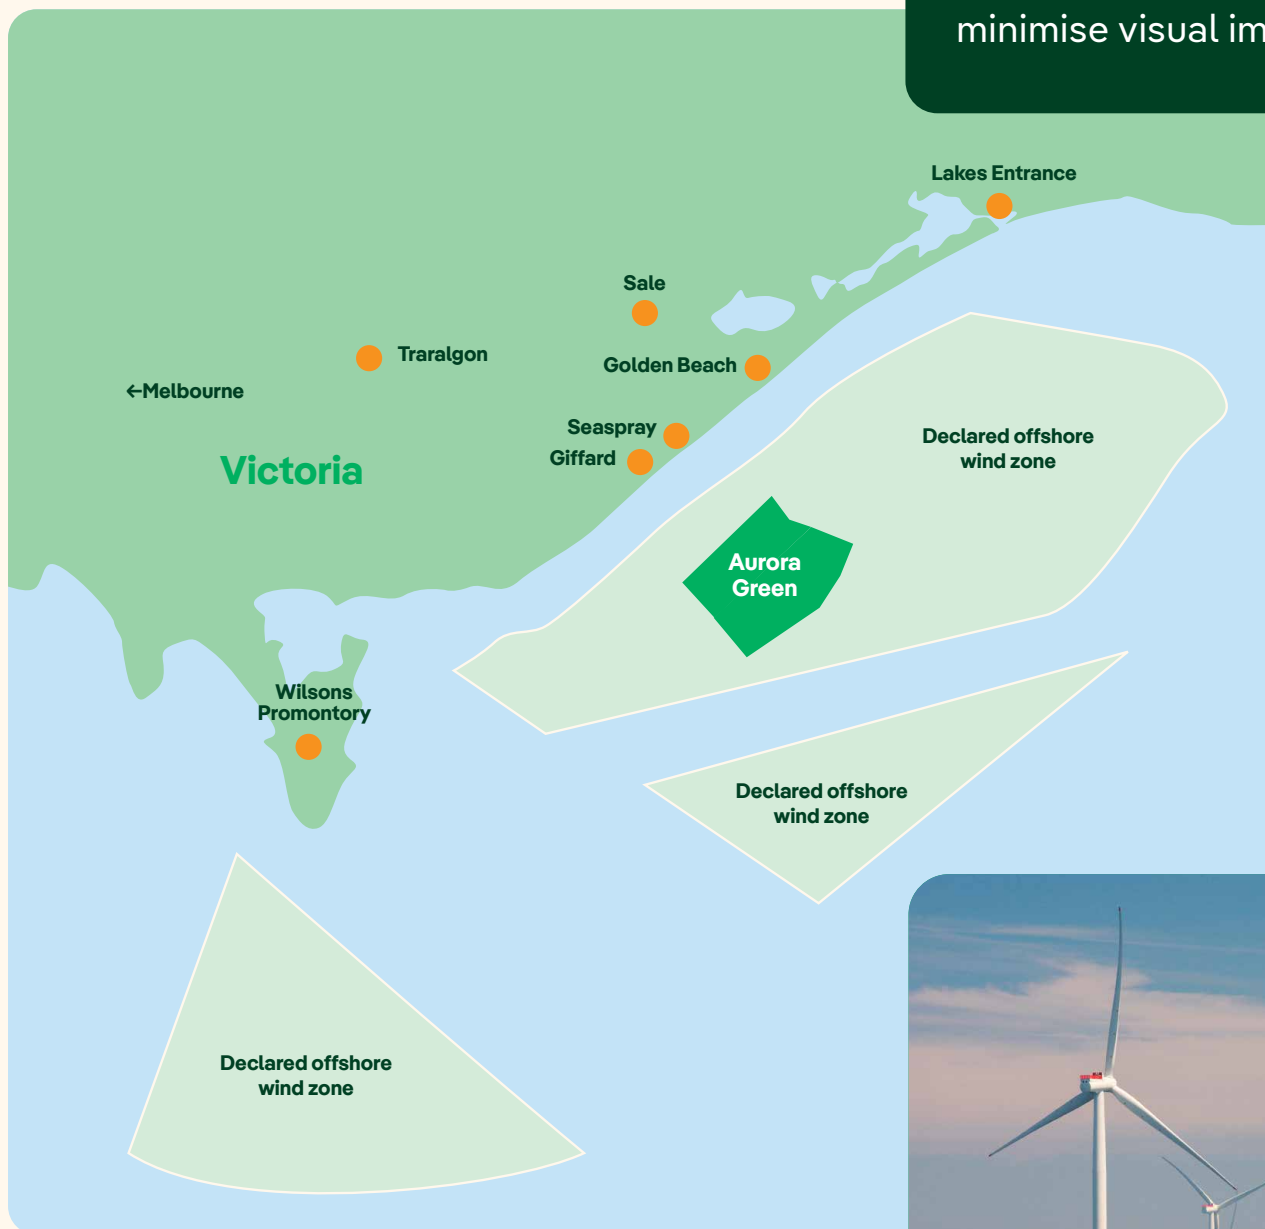 minimise visual im
Lakes Entrance
Sale
Traralgon
Golden Beach
←Melbourne
Seaspray
Declared offshore
wind zone
Giffard
Victoria
Aurora
Green
Wilsons
Promontory
Declared offshore
wind zone
Declared offshore
wind zone